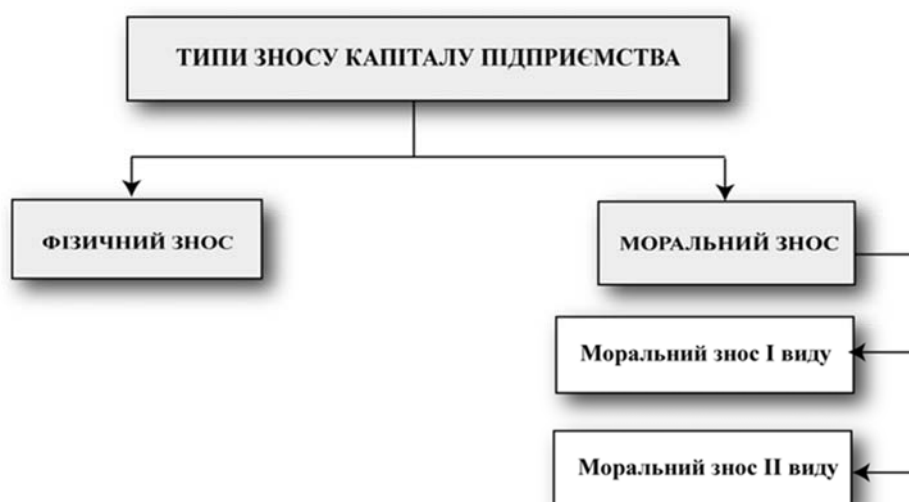 ТИПИ ЗНОСУ КАПІТАЛУ ПІДПРИЄМСТВА
ФІЗИЧНИЙ ЗНОС
МОРАЛЬНИЙ ЗНОС
Моральний знос І виду
Моральний знос ІІ виду